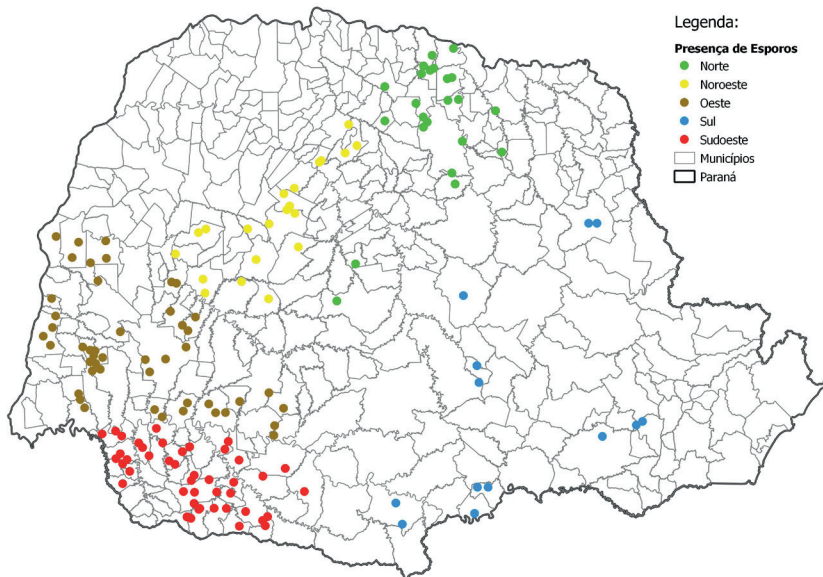 Legenda:
Presença de Esporos
Norte
Noroeste
Oeste
Sul
Sudoeste
Municípios
Paraná